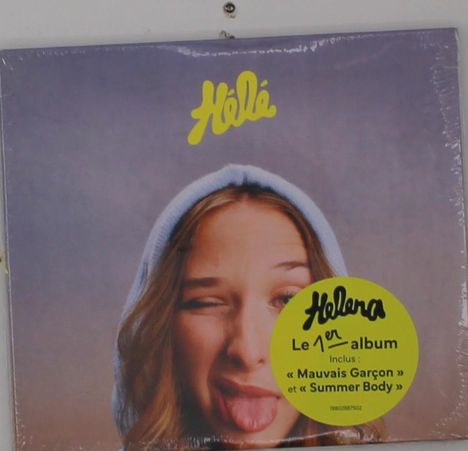 Hélé
Helena
Le 1er album
Inclus :
« Mauvais Garçon »
et « Summer Body »